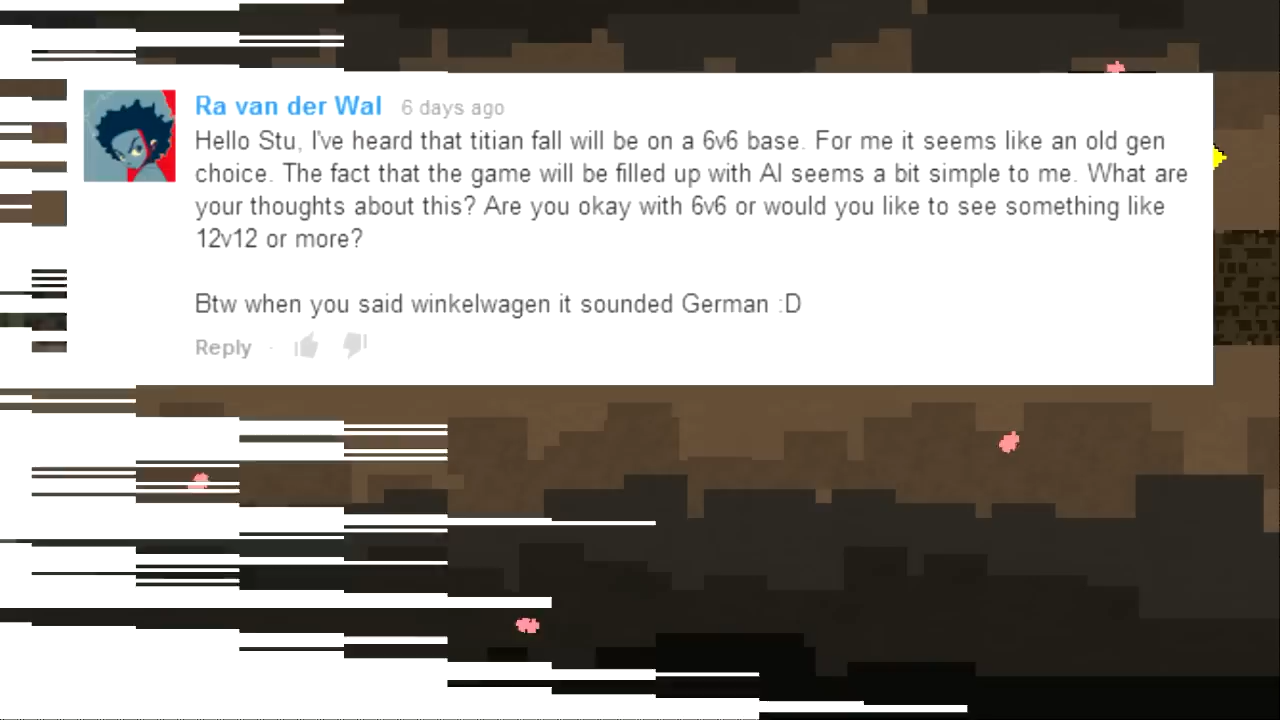 Ra van der Wal 6 days ago
Hello Stu, I've heard that titian fall will be on a 6v6 base. For me it seems like an old gen
choice. The fact that the game will be filled up with AI seems a bit simple to me. What are
your thoughts about this? Are you okay with 6v6 or would you like to see something like
12v12 or more?
Btw when you said winkelwagen it sounded German :D
Reply ·